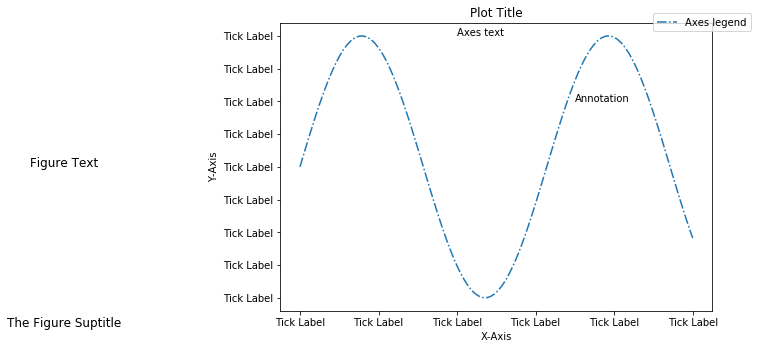 Plot Title
Axes legend
Axes text
Tick Label
Tick Label
Tick Label
Annotation
Tick Label
Figure Text
Y-Axis
Tick Label
Tick Label
Tick Label
Tick Label
Tick Label
The Figure Suptitle
Tick Label Tick Label Tick Label Tick Label Tick Label Tick Label
X-Axis